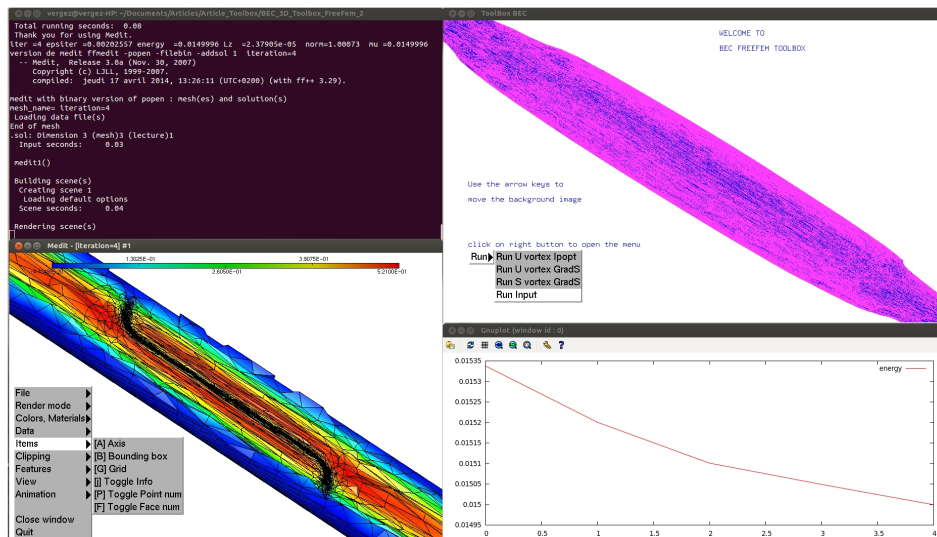 vergez@vergez-HP: ~/Documents/Articles/Article_Toolbox/BEC_3D_Toolbox_FreeFem_2
Total running seconds:  0.08
Thank you for using Medit.
iter =4 epsiter =0.00202557 energy  =0.0149996 Lz  =2.37905e-05  norm=1.00073  mu =0.0149996
version de medit ffmedit -popen -filebin -addsol 1  iteration=4
-- Medit,  Release 3.0a (Nov. 30, 2007)
Copyright (c) LJLL, 1999-2007.
compiled:  jeudi 17 avril 2014, 13:26:11 (UTC+0200) (with ff++ 3.29).
medit with binary version of popen : mesh(es) and solution(s)
mesh_name= iteration=4
Loading data file(s)
End of mesh
.sol: Dimension 3 (mesh)3 (lecture)1
Input seconds:     0.03
medit1()
Building scene(s)
Creating scene 1
Loading default options
Scene seconds:     0.04
Rendering scene(s)
ToolBox BEC
WELCOME TO
BEC FREEFEM TOOLBOX
Use the arrow keys to
move the background image
click on right button to open the menu
Run
Run U vortex Ipopt
Run U vortex GradS
Run S vortex GradS
Run Input
Medit - [iteration=4] #1
1.3025E-01
3.9075E-01
2.6050E-01
5.2100E-01
File
Render mode
Colors, Materials
Data
Items
Clipping
Features
View
Animation
Close window
Quit
[A] Axis
[B] Bounding box
[G] Grid
[j] Toggle Info
[P] Toggle Point num
[F] Toggle Face num
Gnuplot (window id : 0)
energy
0.01535
0.0153
0.01525
0.0152
0.01515
0.0151
0.01505
0.015
0.01495
0 0.5 1 1.5 2 2.5 3 3.5 4